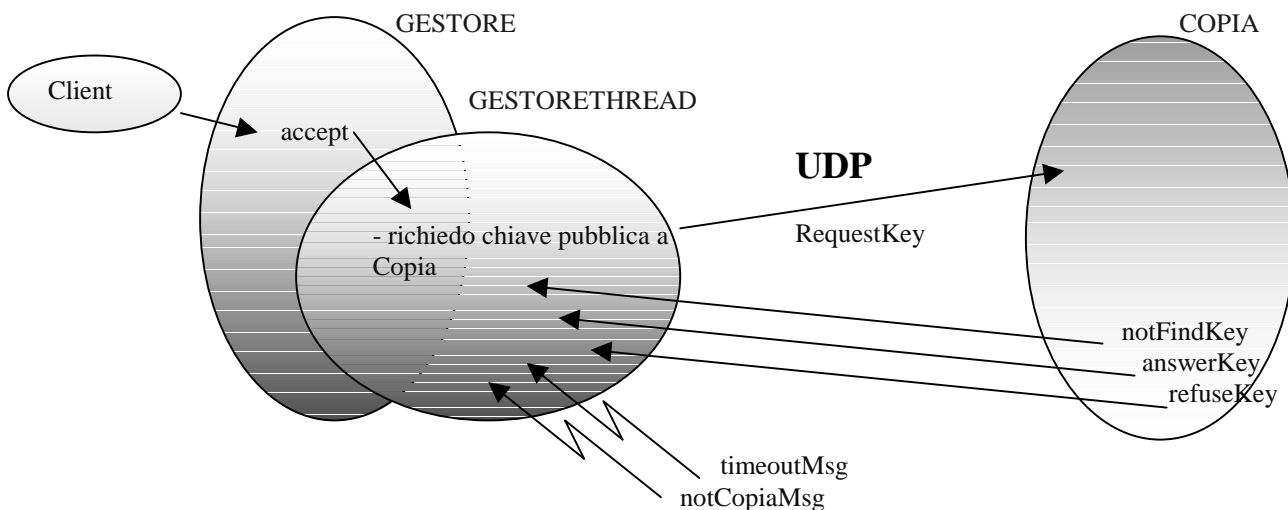 GESTORE
COPIA
Client
GESTORETHREAD
accept
UDP
- richiedo chiave pubblica a
Copia
RequestKey
notFindKey
answerKey
refuseKey
timeoutMsg
notCopiaMsg